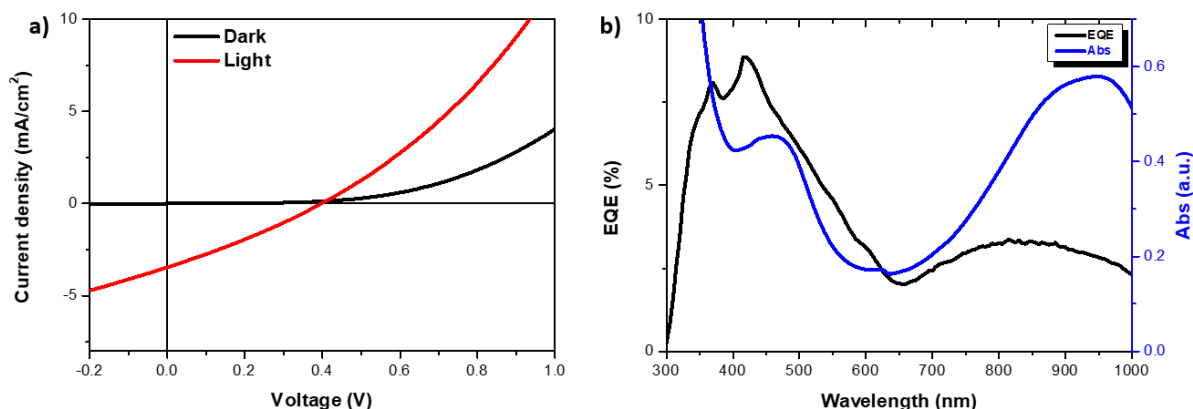 a)
Dark
Light
10
5
0
-5
Current density (mA/cm²)
-0.2
0.0
0.2
0.4
0.6
0.8
1.0
Voltage (V)
b)
EQE
Abs
10
5
0
EQE (%)
0.6
0.4
0.2
0.0
Abs (a.u.)
300
400
500
600
700
800
900
1000
Wavelength (nm)